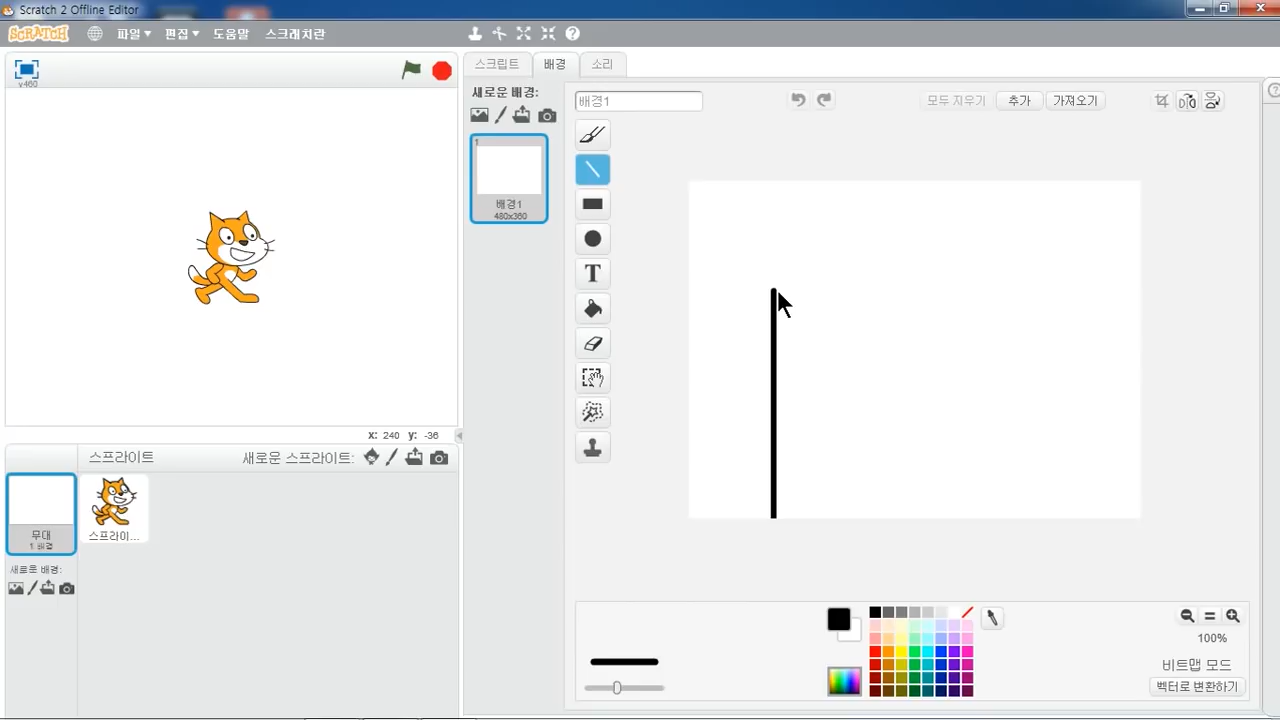 Scratch 2 Offline Editor
SCRATCH 파일 편집 도움말 스크래치란
v460
스크립트 배경 소리
새로운 배경:
배경1
모두 지우기 추가 가져오기
1
배경1
480x360
T
x: 240 y: -36
스프라이트 새로운 스프라이트:
무대
1 배경
스프라이...
새로운 배경:
100%
비트맵 모드
벡터로 변환하기